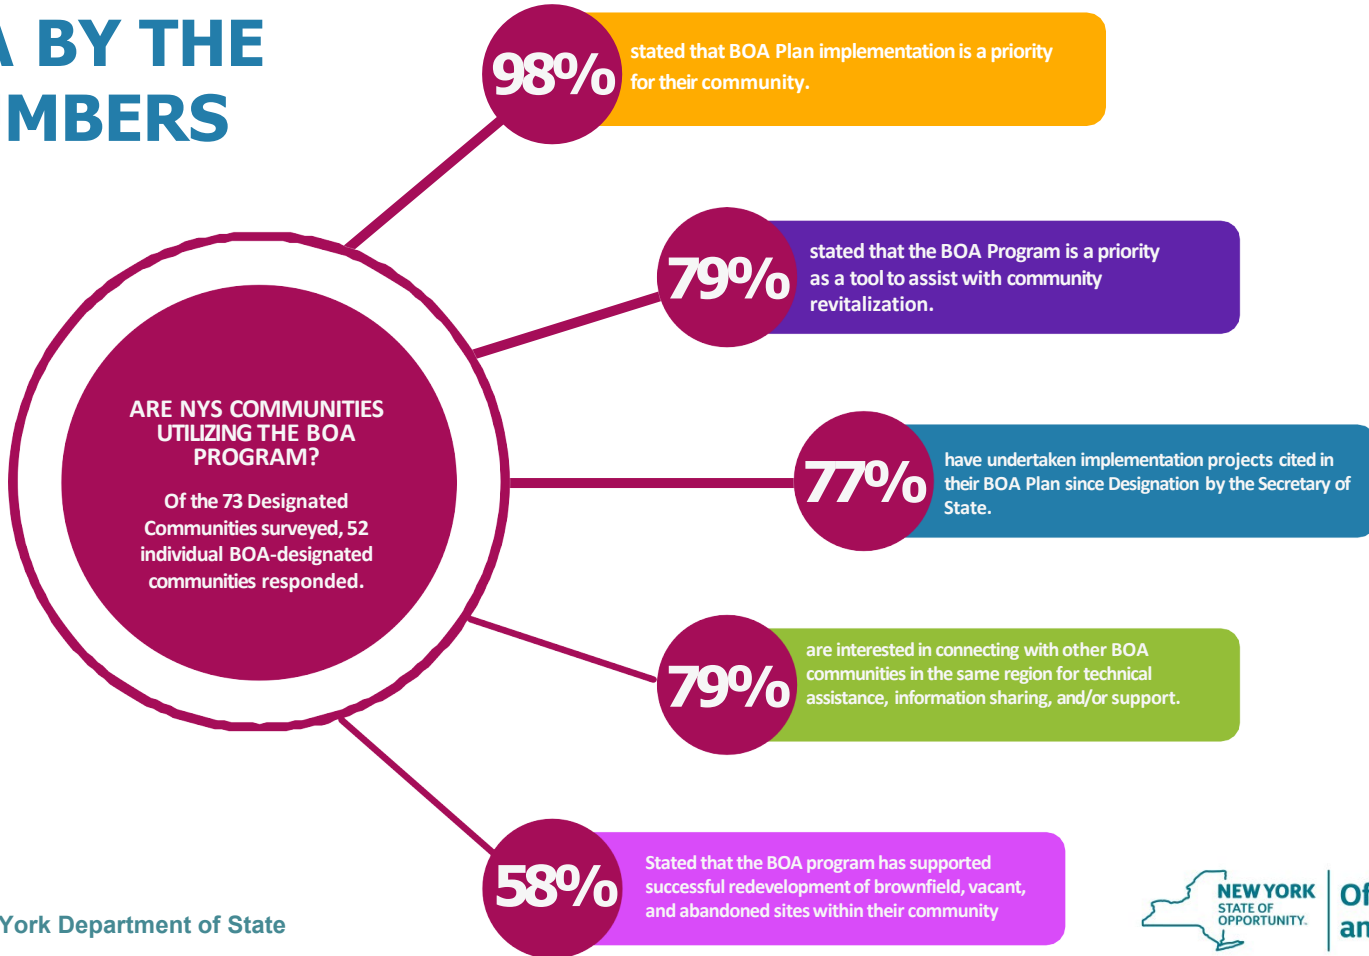 A BY THE
MBERS
98%
stated that BOA Plan implementation is a priority
for their community.
79%
stated that the BOA Program is a priority
as a tool to assist with community
revitalization.
ARE NYS COMMUNITIES
UTILIZING THE BOA
PROGRAM?
Of the 73 Designated
Communities surveyed, 52
individual BOA-designated
communities responded.
77%
have undertaken implementation projects cited in
their BOA Plan since Designation by the Secretary of
State.
79%
are interested in connecting with other BOA
communities in the same region for technical
assistance, information sharing, and/or support.
58%
Stated that the BOA program has supported
successful redevelopment of brownfield, vacant,
and abandoned sites within their community
York Department of State
NEW YORK
STATE OF
OPPORTUNITY.
Of
an